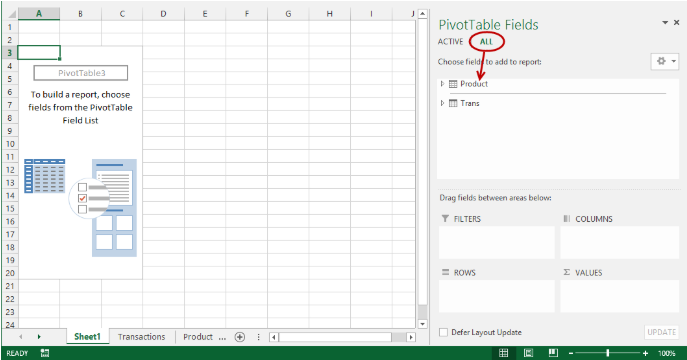 A B C D E F G H I J
PivotTable Fields
ACTIVE ALL
Choose fields to add to report:
Product
Trans
1
2
3
4
5
6
7
8
9
10
11
12
13
14
15
16
17
18
19
20
21
22
23
24
PivotTable3
To build a report, choose
fields from the PivotTable
Field List
Drag fields between areas below:
FILTERS
COLUMNS
ROWS
Σ VALUES
Defer Layout Update
UPDATE
Sheet1 Transactions Product ...
READY
100%